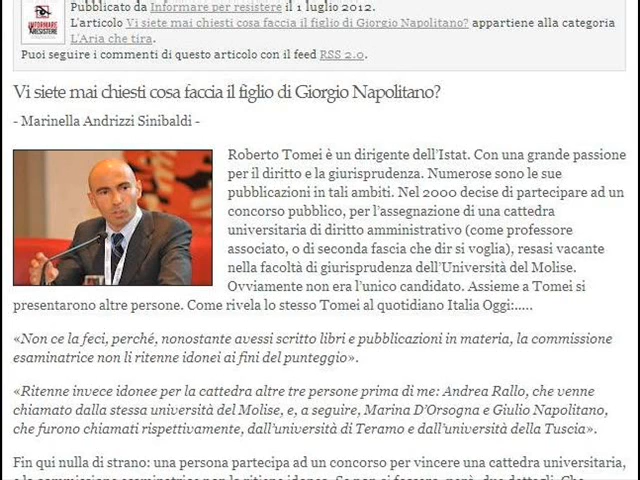 Pubblicato da Informare per resistere il 1 luglio 2012.
L'articolo Vi siete mai chiesti cosa faccia il figlio di Giorgio Napolitano? appartiene alla categoria
L'Aria che tira.
Puoi seguire i commenti di questo articolo con il feed RSS 2.0.
INFORMARE
RESISTERE
Vi siete mai chiesti cosa faccia il figlio di Giorgio Napolitano?
- Marinella Andrizzi Sinibaldi -
Roberto Tomei è un dirigente dell'Istat. Con una grande passione
per il diritto e la giurisprudenza. Numerose sono le sue
pubblicazioni in tali ambiti. Nel 2000 decise di partecipare ad un
concorso pubblico, per l'assegnazione di una cattedra
universitaria di diritto amministrativo (come professore
associato, o di seconda fascia che dir si voglia), resasi vacante
nella facoltà di giurisprudenza dell'Università del Molise.
Ovviamente non era l'unico candidato. Assieme a Tomei si
presentarono altre persone. Come rivela lo stesso Tomei al quotidiano Italia Oggi:.....
«Non ce la feci, perché, nonostante avessi scritto libri e pubblicazioni in materia, la commissione
esaminatrice non li ritenne idonei ai fini del punteggio».
«Ritenne invece idonee per la cattedra altre tre persone prima di me: Andrea Rallo, che venne
chiamato dalla stessa università del Molise, e, a seguire, Marina D'Orsogna e Giulio Napolitano,
che furono chiamati rispettivamente, dall'università di Teramo e dall'università della Tuscia».
Fin qui nulla di strano: una persona partecipa ad un concorso per vincere una cattedra universitaria,